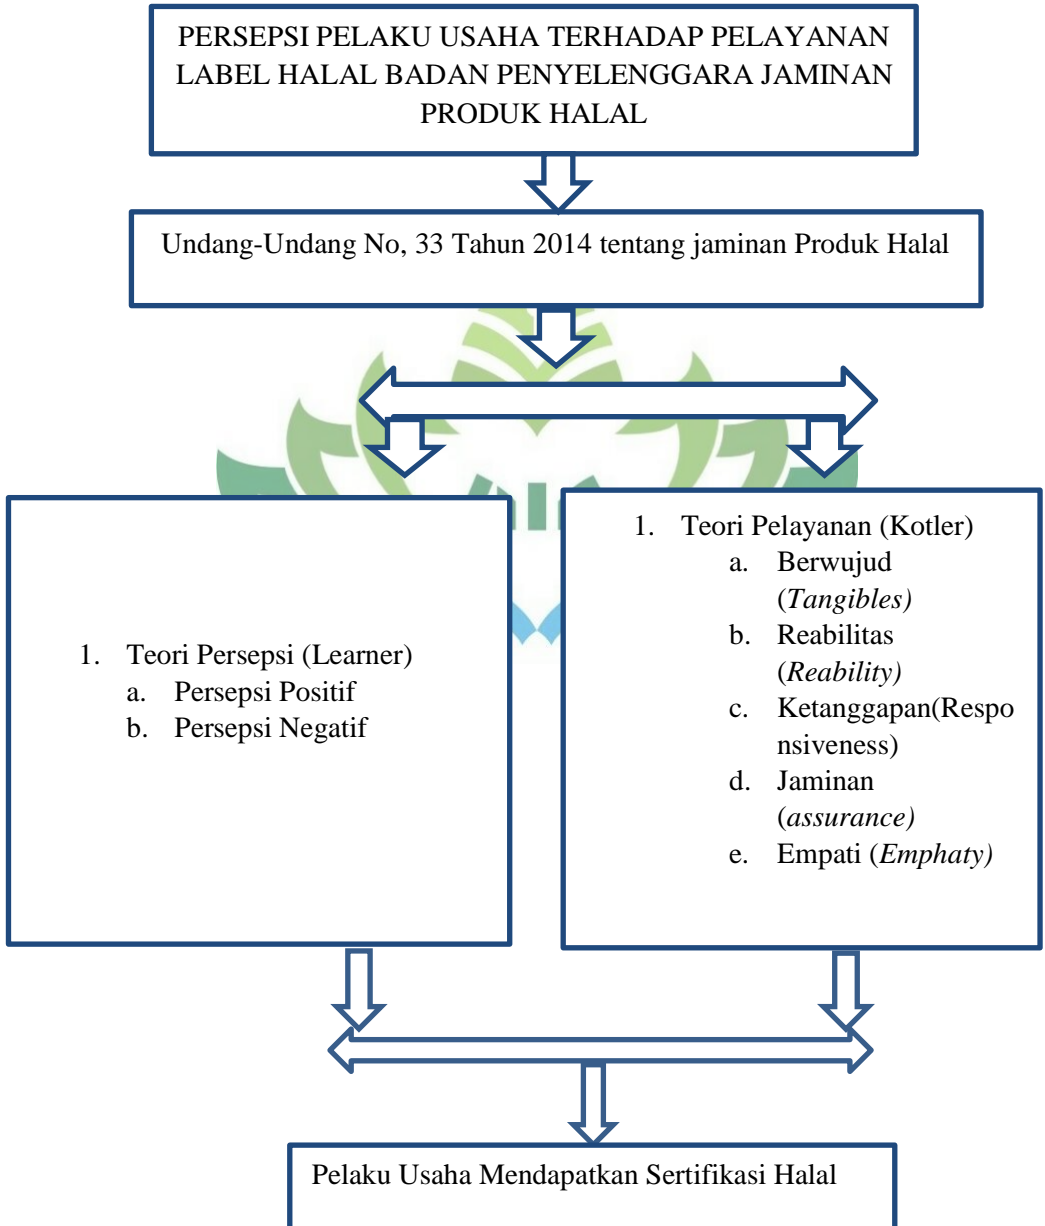 PERSEPSI PELAKU USAHA TERHADAP PELAYANAN
LABEL HALAL BADAN PENYELENGGARA JAMINAN
PRODUK HALAL
Undang-Undang No, 33 Tahun 2014 tentang jaminan Produk Halal
1. Teori Persepsi (Learner)
a. Persepsi Positif
b. Persepsi Negatif
1. Teori Pelayanan (Kotler)
a. Berwujud
(Tangibles)
b. Reabilitas
(Reability)
c. Ketanggapan(Respo
nsiveness)
d. Jaminan
(assurance)
e. Empati (Emphaty)
Pelaku Usaha Mendapatkan Sertifikasi Halal